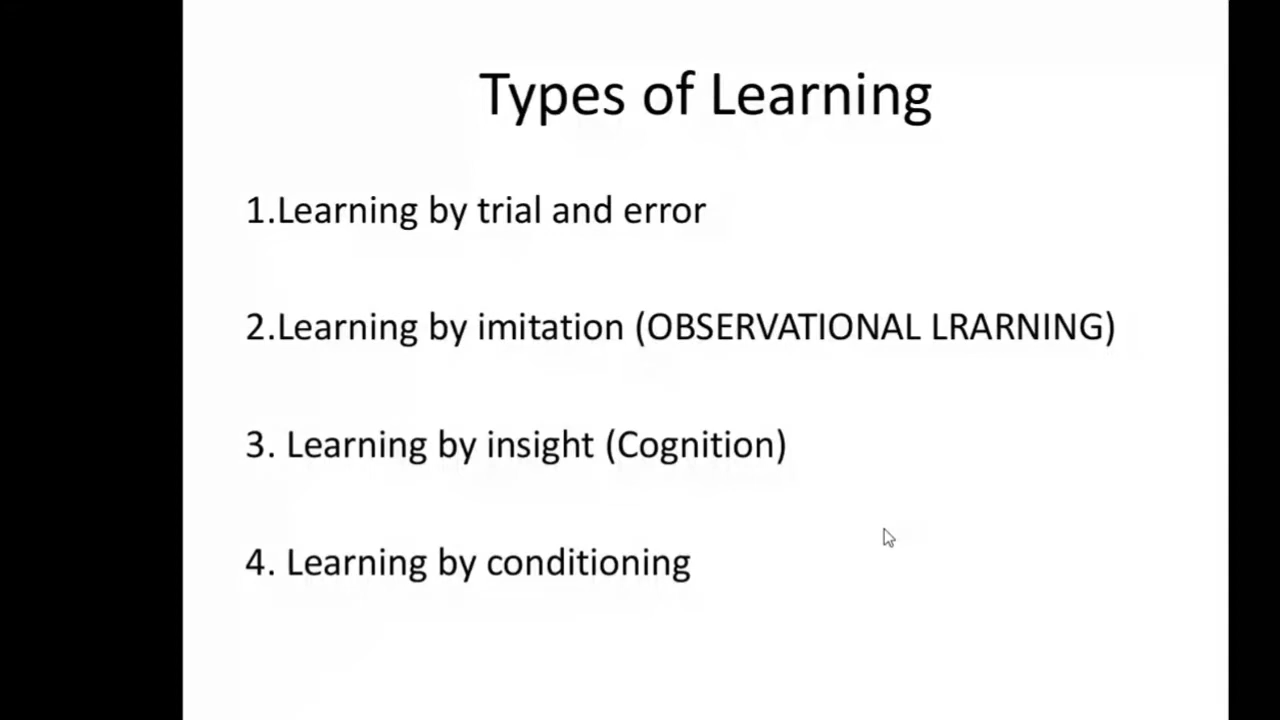 Types of Learning
1.Learning by trial and error
2.Learning by imitation (OBSERVATIONAL LRARNING)
3. Learning by insight (Cognition)
4. Learning by conditioning